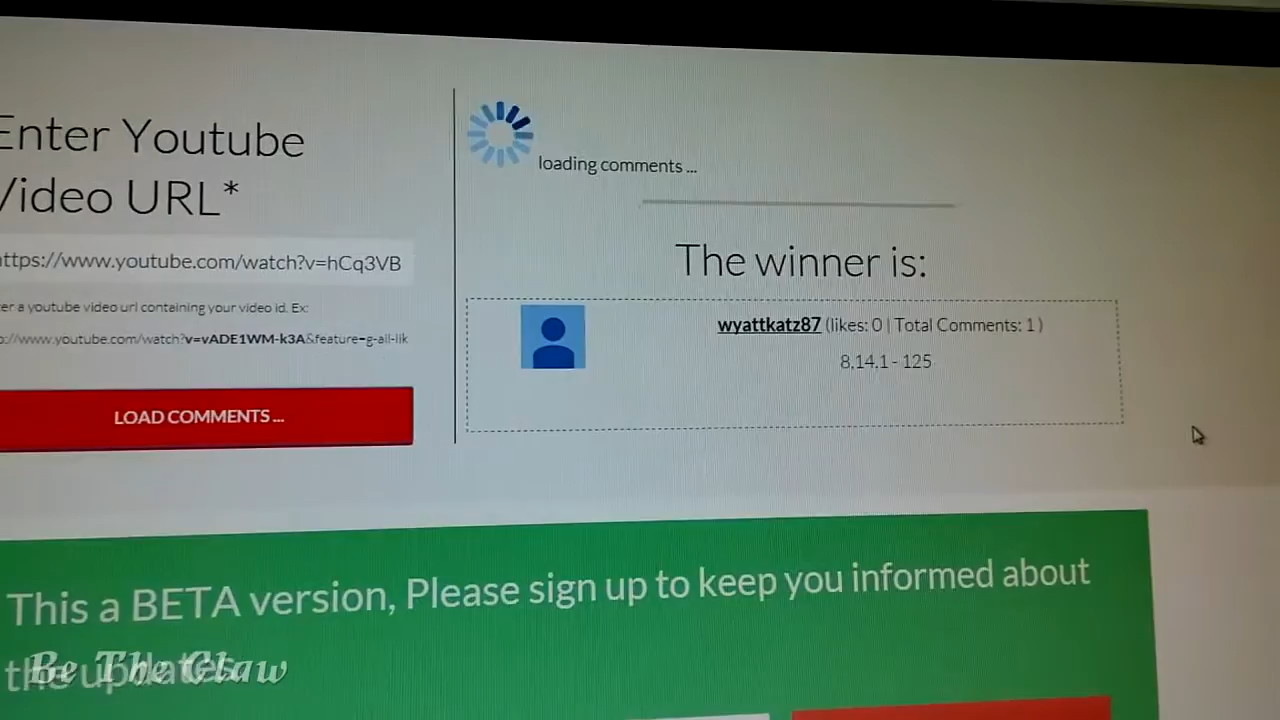 Enter Youtube
Video URL*
https://www.youtube.com/watch?v=hCq3VB
er a youtube video url containing your video id. Ex:
://www.youtube.com/watch?v=vADE1WM-k3A&feature=g-all-lik
LOAD COMMENTS ...
loading comments ...
The winner is:
wyattkatz87 (likes: 0 | Total Comments: 1 )
8,14,1 - 125
This a BETA version, Please sign up to keep you informed about
the updates
Be The Claw